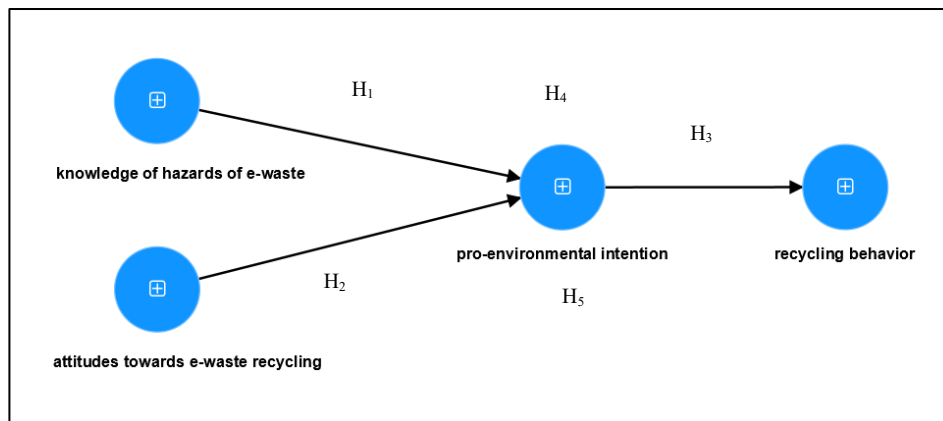 H₁
H₄
H₃
knowledge of hazards of e-waste
pro-environmental intention
recycling behavior
H₂
H₅
attitudes towards e-waste recycling